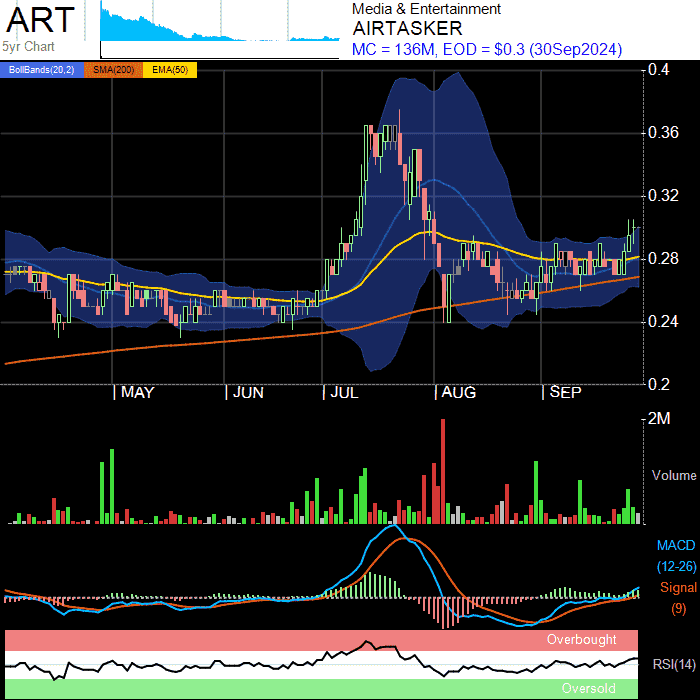 ART
5yr Chart
Media & Entertainment
AIRTASKER
MC = 136M, EOD = $0.3 (30Sep2024)
BollBands(20,2) SMA(200) EMA(50)
0.4
0.36
0.32
0.28
0.24
0.2
MAY JUN JUL AUG SEP
2M
Volume
MACD
(12-26)
Signal
(9)
Overbought
RSI(14)
Oversold